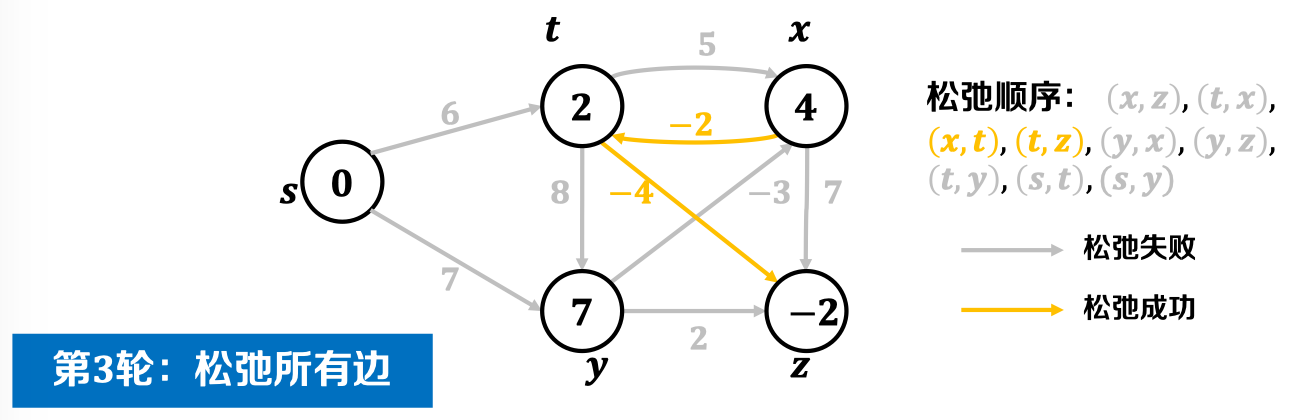 t
x
5
2
4
6
-2
s
0
8
-4
-3
7
7
7
2
-2
y
z
松弛顺序： (x, z), (t, x),
(x, t), (t, z), (y, x), (y, z),
(t, y), (s, t), (s, y)
松弛失败
松弛成功
第3轮：松弛所有边